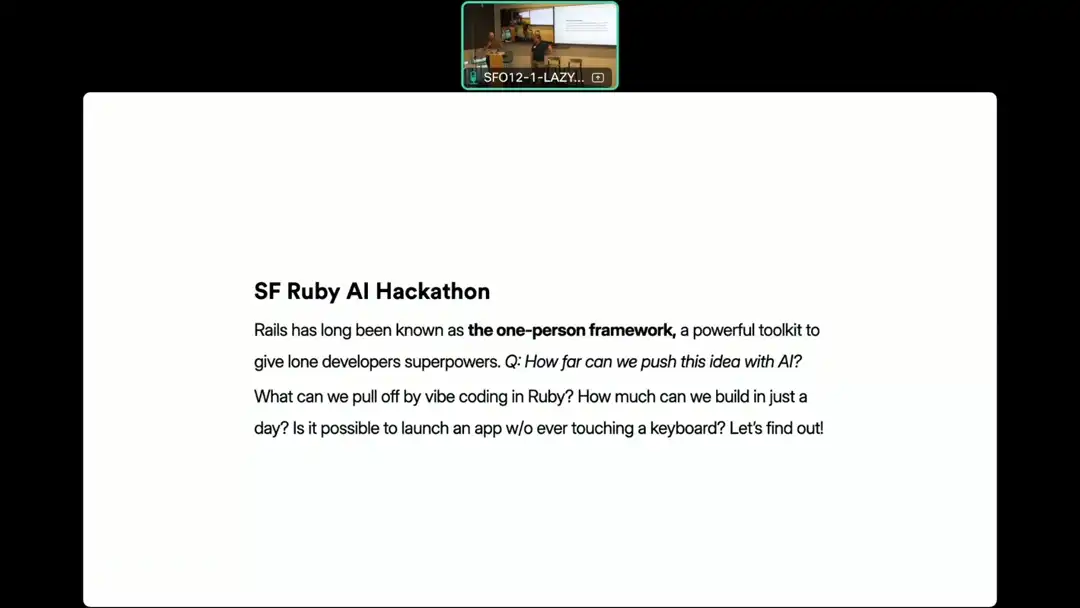 SFO12-1-LAZY...
SF Ruby AI Hackathon
Rails has long been known as the one-person framework, a powerful toolkit to
give lone developers superpowers. Q: How far can we push this idea with AI?
What can we pull off by vibe coding in Ruby? How much can we build in just a
day? Is it possible to launch an app w/o ever touching a keyboard? Let's find out!